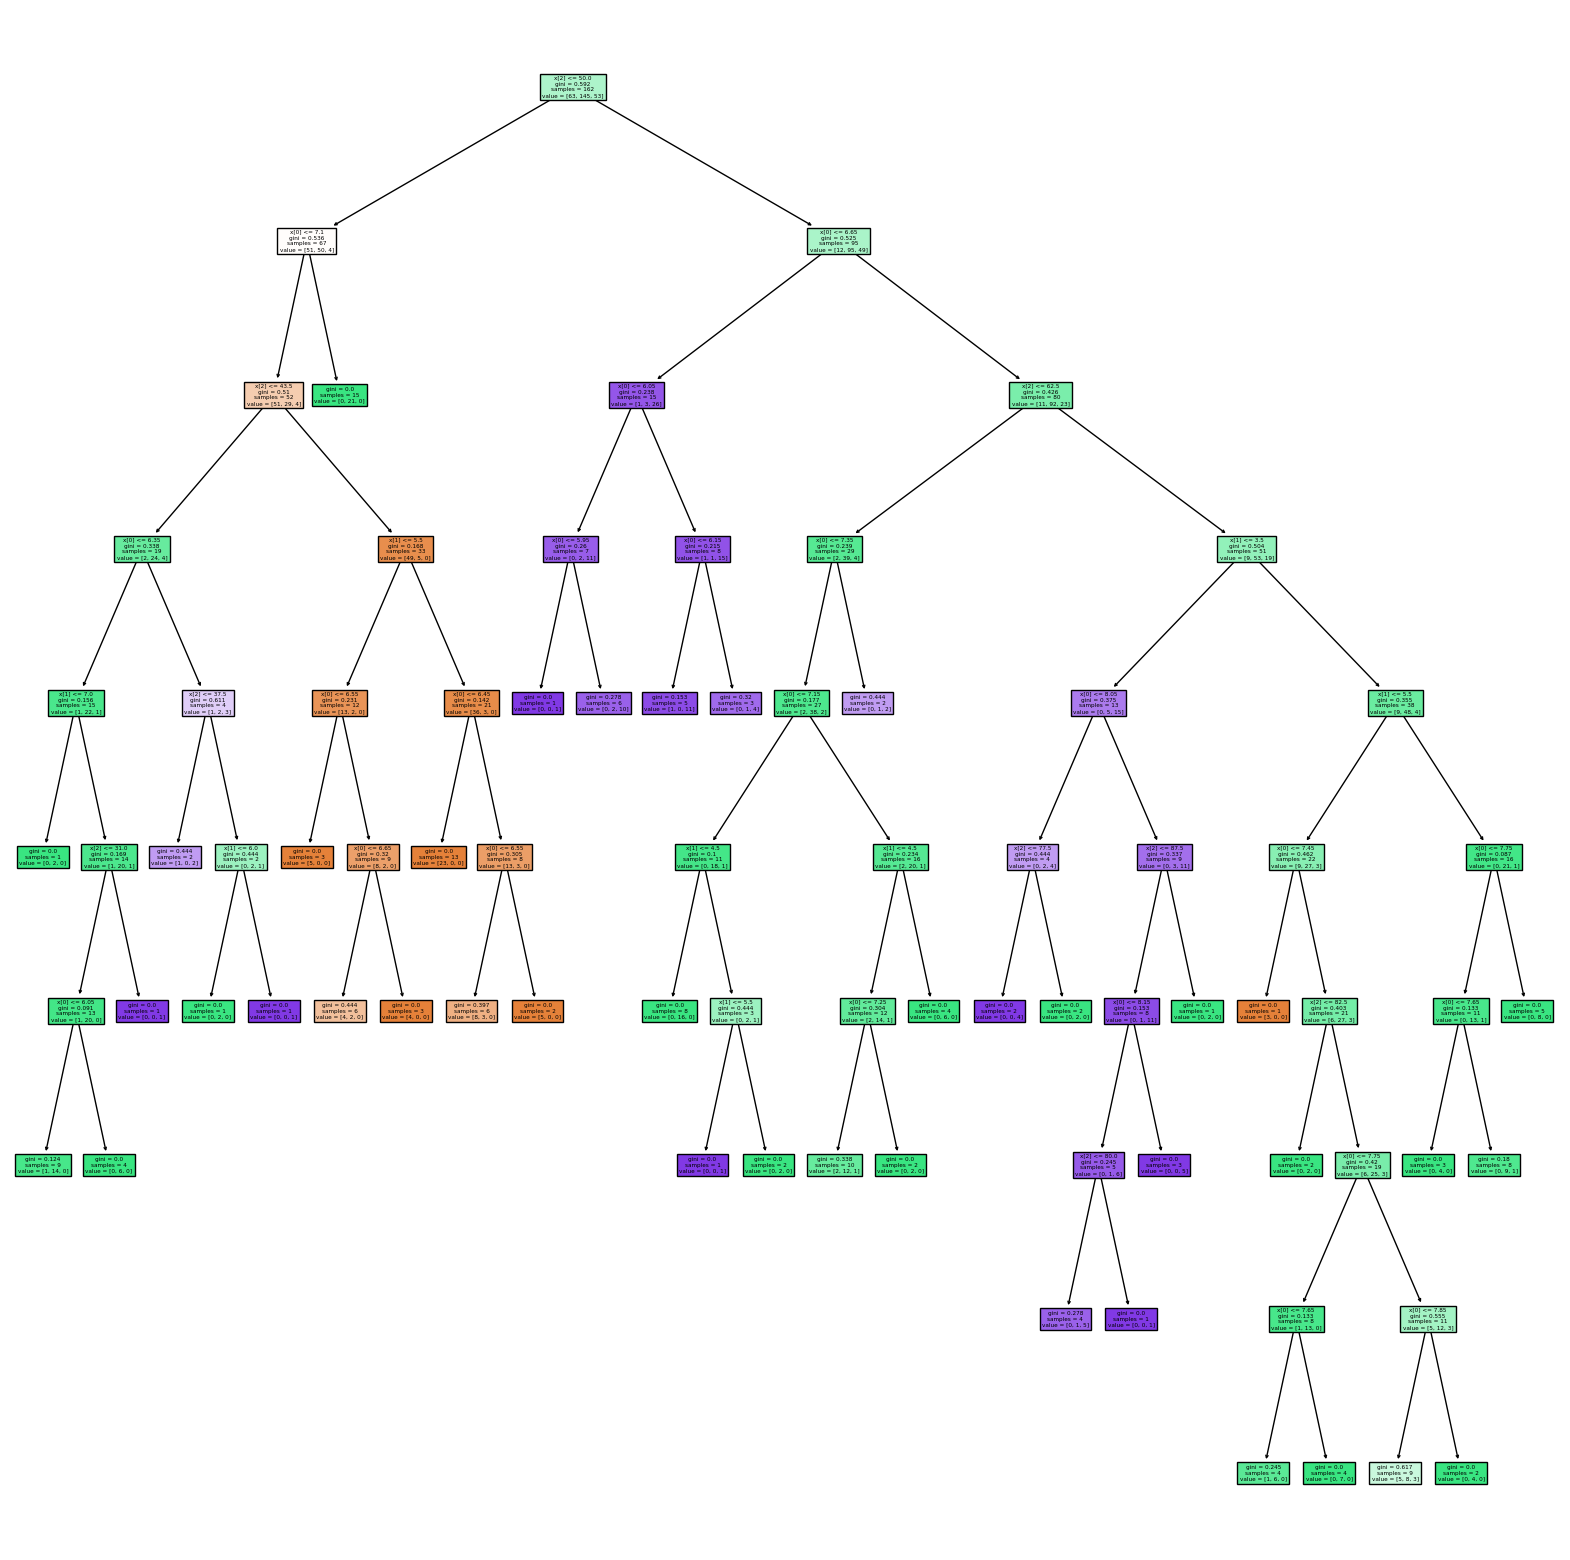 x[2] <= 50.0
gini = 0.592
samples = 162
value = [63, 145, 53]
x[0] <= 7.1
gini = 0.536
samples = 67
value = [51, 50, 4]
x[0] <= 6.65
gini = 0.525
samples = 95
value = [12, 95, 49]
x[2] <= 43.5
gini = 0.51
samples = 52
value = [51, 29, 4]
gini = 0.0
samples = 15
value = [0, 21, 0]
x[0] <= 6.05
gini = 0.238
samples = 15
value = [1, 3, 26]
x[2] <= 62.5
gini = 0.426
samples = 80
value = [11, 92, 23]
x[0] <= 6.35
gini = 0.338
samples = 19
value = [2, 24, 4]
x[1] <= 5.5
gini = 0.168
samples = 33
value = [49, 5, 0]
x[0] <= 5.95
gini = 0.26
samples = 7
value = [0, 2, 11]
x[0] <= 6.15
gini = 0.215
samples = 8
value = [1, 1, 15]
x[0] <= 7.35
gini = 0.239
samples = 29
value = [2, 39, 4]
x[1] <= 3.5
gini = 0.504
samples = 51
value = [9, 53, 19]
x[1] <= 7.0
gini = 0.156
samples = 15
value = [1, 22, 1]
x[2] <= 37.5
gini = 0.611
samples = 4
value = [1, 2, 3]
x[0] <= 6.55
gini = 0.231
samples = 12
value = [13, 2, 0]
x[0] <= 6.45
gini = 0.142
samples = 21
value = [36, 3, 0]
gini = 0.0
samples = 1
value = [0, 0, 1]
gini = 0.278
samples = 6
value = [0, 2, 10]
gini = 0.153
samples = 5
value = [1, 0, 11]
gini = 0.32
samples = 3
value = [0, 1, 4]
x[0] <= 7.15
gini = 0.177
samples = 27
value = [2, 38, 2]
gini = 0.444
samples = 2
value = [0, 1, 2]
x[0] <= 8.05
gini = 0.375
samples = 13
value = [0, 5, 15]
x[1] <= 5.5
gini = 0.355
samples = 38
value = [9, 48, 4]
gini = 0.0
samples = 1
value = [0, 2, 0]
x[2] <= 31.0
gini = 0.169
samples = 14
value = [1, 20, 1]
gini = 0.444
samples = 2
value = [1, 0, 2]
x[1] <= 6.0
gini = 0.444
samples = 2
value = [0, 2, 1]
gini = 0.0
samples = 3
value = [5, 0, 0]
x[0] <= 6.65
gini = 0.32
samples = 9
value = [8, 2, 0]
gini = 0.0
samples = 13
value = [23, 0, 0]
x[0] <= 6.55
gini = 0.305
samples = 8
value = [13, 3, 0]
x[1] <= 4.5
gini = 0.1
samples = 11
value = [0, 18, 1]
x[1] <= 4.5
gini = 0.234
samples = 16
value = [2, 20, 1]
x[2] <= 77.5
gini = 0.444
samples = 4
value = [0, 2, 4]
x[2] <= 87.5
gini = 0.337
samples = 9
value = [0, 3, 11]
x[0] <= 7.45
gini = 0.462
samples = 22
value = [9, 27, 3]
x[0] <= 7.75
gini = 0.087
samples = 16
value = [0, 21, 1]
x[0] <= 6.05
gini = 0.091
samples = 13
value = [1, 20, 0]
gini = 0.0
samples = 1
value = [0, 0, 1]
gini = 0.0
samples = 1
value = [0, 2, 0]
gini = 0.0
samples = 1
value = [0, 0, 1]
gini = 0.444
samples = 6
value = [4, 2, 0]
gini = 0.0
samples = 3
value = [4, 0, 0]
gini = 0.397
samples = 6
value = [8, 3, 0]
gini = 0.0
samples = 2
value = [5, 0, 0]
gini = 0.0
samples = 8
value = [0, 16, 0]
x[1] <= 5.5
gini = 0.444
samples = 3
value = [0, 2, 1]
x[0] <= 7.25
gini = 0.304
samples = 12
value = [2, 14, 1]
gini = 0.0
samples = 4
value = [0, 6, 0]
gini = 0.0
samples = 2
value = [0, 0, 4]
gini = 0.0
samples = 2
value = [0, 2, 0]
x[0] <= 8.15
gini = 0.153
samples = 8
value = [0, 1, 11]
gini = 0.0
samples = 1
value = [0, 2, 0]
gini = 0.0
samples = 1
value = [3, 0, 0]
x[2] <= 82.5
gini = 0.403
samples = 21
value = [6, 27, 3]
x[0] <= 7.65
gini = 0.133
samples = 11
value = [0, 13, 1]
gini = 0.0
samples = 5
value = [0, 8, 0]
gini = 0.124
samples = 9
value = [1, 14, 0]
gini = 0.0
samples = 4
value = [0, 6, 0]
gini = 0.0
samples = 1
value = [0, 0, 1]
gini = 0.0
samples = 2
value = [0, 2, 0]
gini = 0.338
samples = 10
value = [2, 12, 1]
gini = 0.0
samples = 2
value = [0, 2, 0]
x[2] <= 80.0
gini = 0.245
samples = 5
value = [0, 1, 6]
gini = 0.0
samples = 3
value = [0, 0, 5]
gini = 0.0
samples = 2
value = [0, 2, 0]
x[0] <= 7.75
gini = 0.42
samples = 19
value = [6, 25, 3]
gini = 0.0
samples = 3
value = [0, 4, 0]
gini = 0.18
samples = 8
value = [0, 9, 1]
gini = 0.278
samples = 4
value = [0, 1, 5]
gini = 0.0
samples = 1
value = [0, 0, 1]
x[0] <= 7.65
gini = 0.133
samples = 8
value = [1, 13, 0]
x[0] <= 7.85
gini = 0.555
samples = 11
value = [5, 12, 3]
gini = 0.245
samples = 4
value = [1, 6, 0]
gini = 0.0
samples = 4
value = [0, 7, 0]
gini = 0.617
samples = 9
value = [5, 8, 3]
gini = 0.0
samples = 2
value = [0, 4, 0]